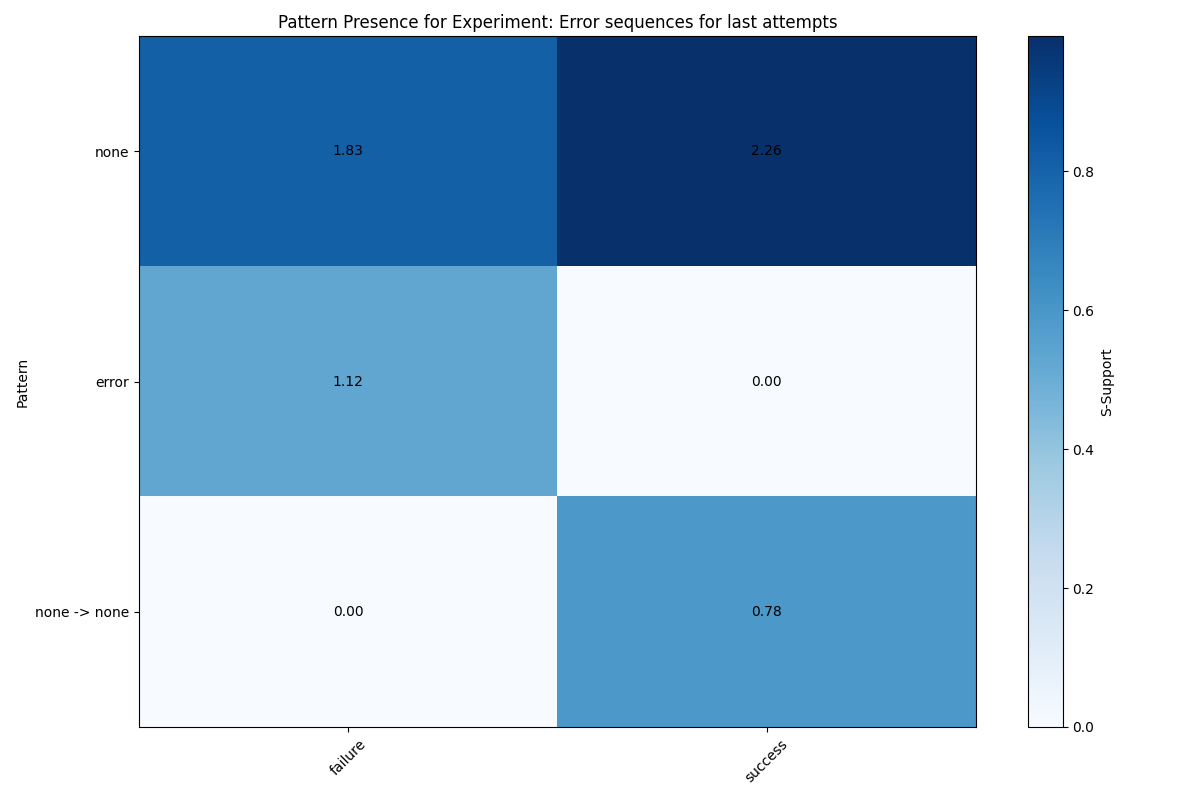 Pattern Presence for Experiment: Error sequences for last attempts
Pattern
none
1.83
2.26
error
1.12
0.00
none -> none
0.00
0.78
failure
success
0.8
0.6
0.4
0.2
0.0
S-Support